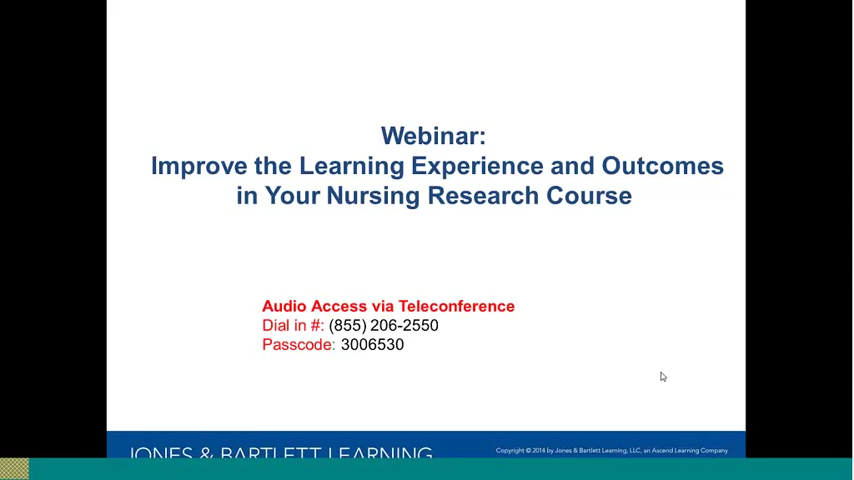 Webinar:
Improve the Learning Experience and Outcomes
in Your Nursing Research Course
Audio Access via Teleconference
Dial in #: (855) 206-2550
Passcode: 3006530
JONES & BARTLETT LEARNING
Copyright © 2014 by Jones & Bartlett Learning, LLC, an Ascend Learning Company